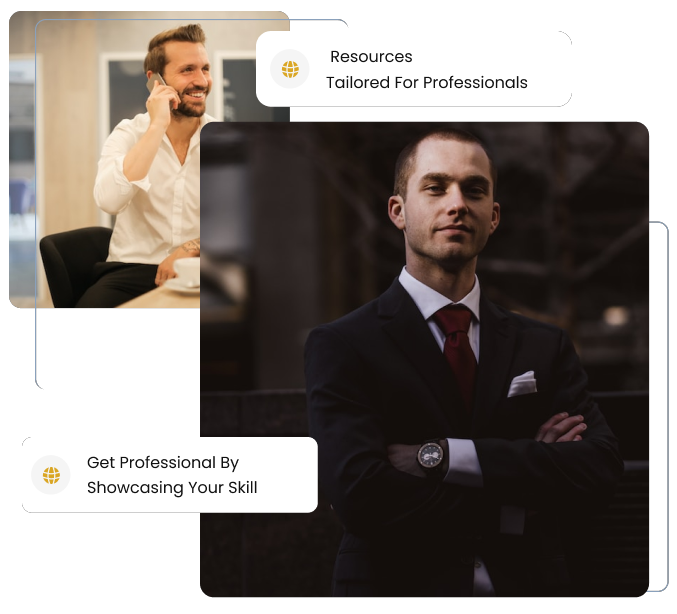 Resources
Tailored For Professionals
Get Professional By
Showcasing Your Skill